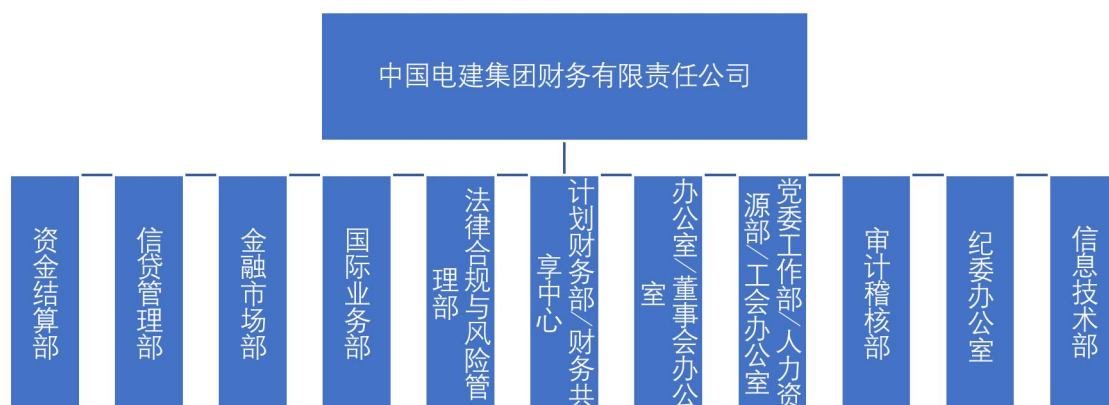 中国电建集团财务有限责任公司
资金结算部
信贷管理部
金融市场部
国际业务部
法律合规与风险管
理部
计划财务部/财务共
享中心
办公室/董事会办公
室
党委工作部/人力资
源部/工会办公室
审计稽核部
纪委办公室
信息技术部